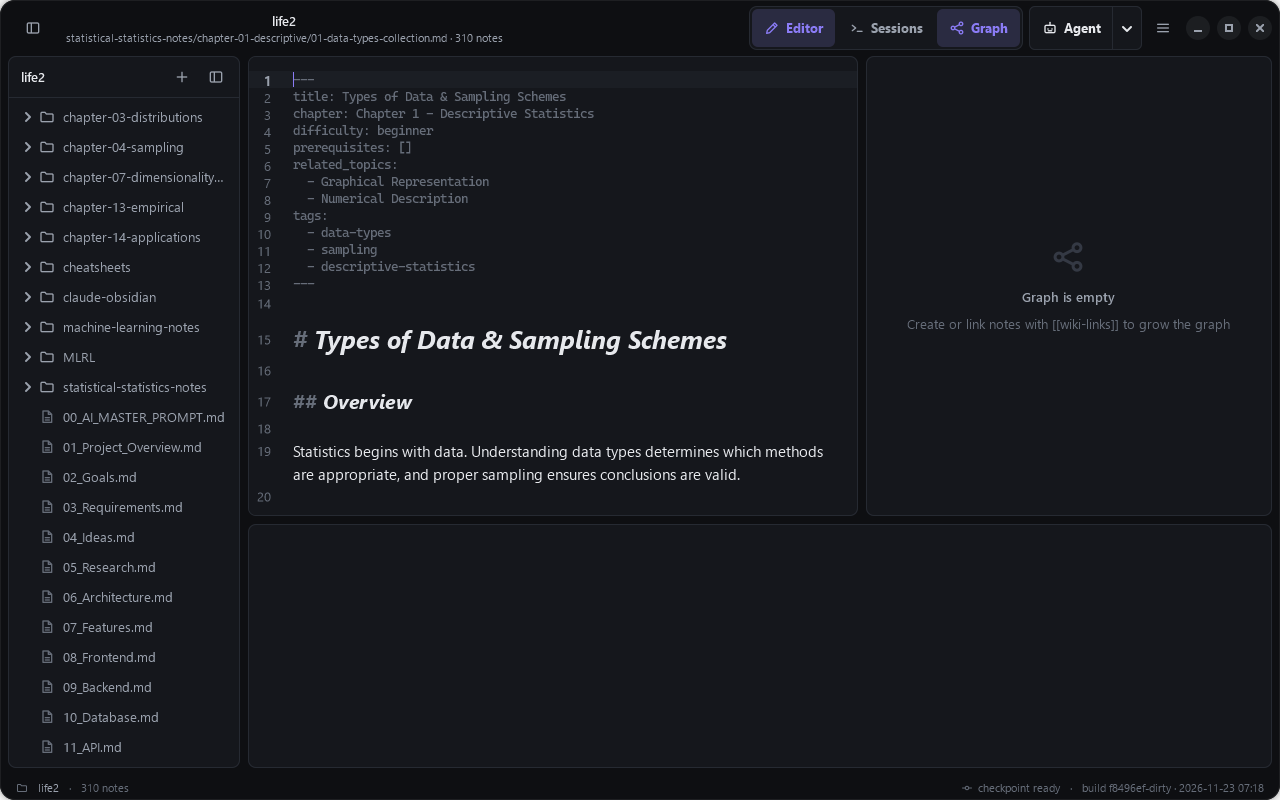 life2
statistical-statistics-notes/chapter-01-descriptive/01-data-types-collection.md · 310 notes
Editor
Sessions
Graph
Agent
life2
chapter-03-distributions
chapter-04-sampling
chapter-07-dimensionality...
chapter-13-empirical
chapter-14-applications
cheatsheets
claude-obsidian
machine-learning-notes
MLRL
statistical-statistics-notes
00_AI_MASTER_PROMPT.md
01_Project_Overview.md
02_Goals.md
03_Requirements.md
04_Ideas.md
05_Research.md
06_Architecture.md
07_Features.md
08_Frontend.md
09_Backend.md
10_Database.md
11_API.md
1 ---
2 title: Types of Data & Sampling Schemes
3 chapter: Chapter 1 - Descriptive Statistics
4 difficulty: beginner
5 prerequisites: []
6 related_topics:
7 - Graphical Representation
8 - Numerical Description
9 tags:
10 - data-types
11 - sampling
12 - descriptive-statistics
13 ---
14
15 # Types of Data & Sampling Schemes
16
17 ## Overview
18
19 Statistics begins with data. Understanding data types determines which methods
are appropriate, and proper sampling ensures conclusions are valid.
20
Graph is empty
Create or link notes with [[wiki-links]] to grow the graph
life2 · 310 notes
checkpoint ready · build f8496ef-dirty · 2026-11-23 07:18